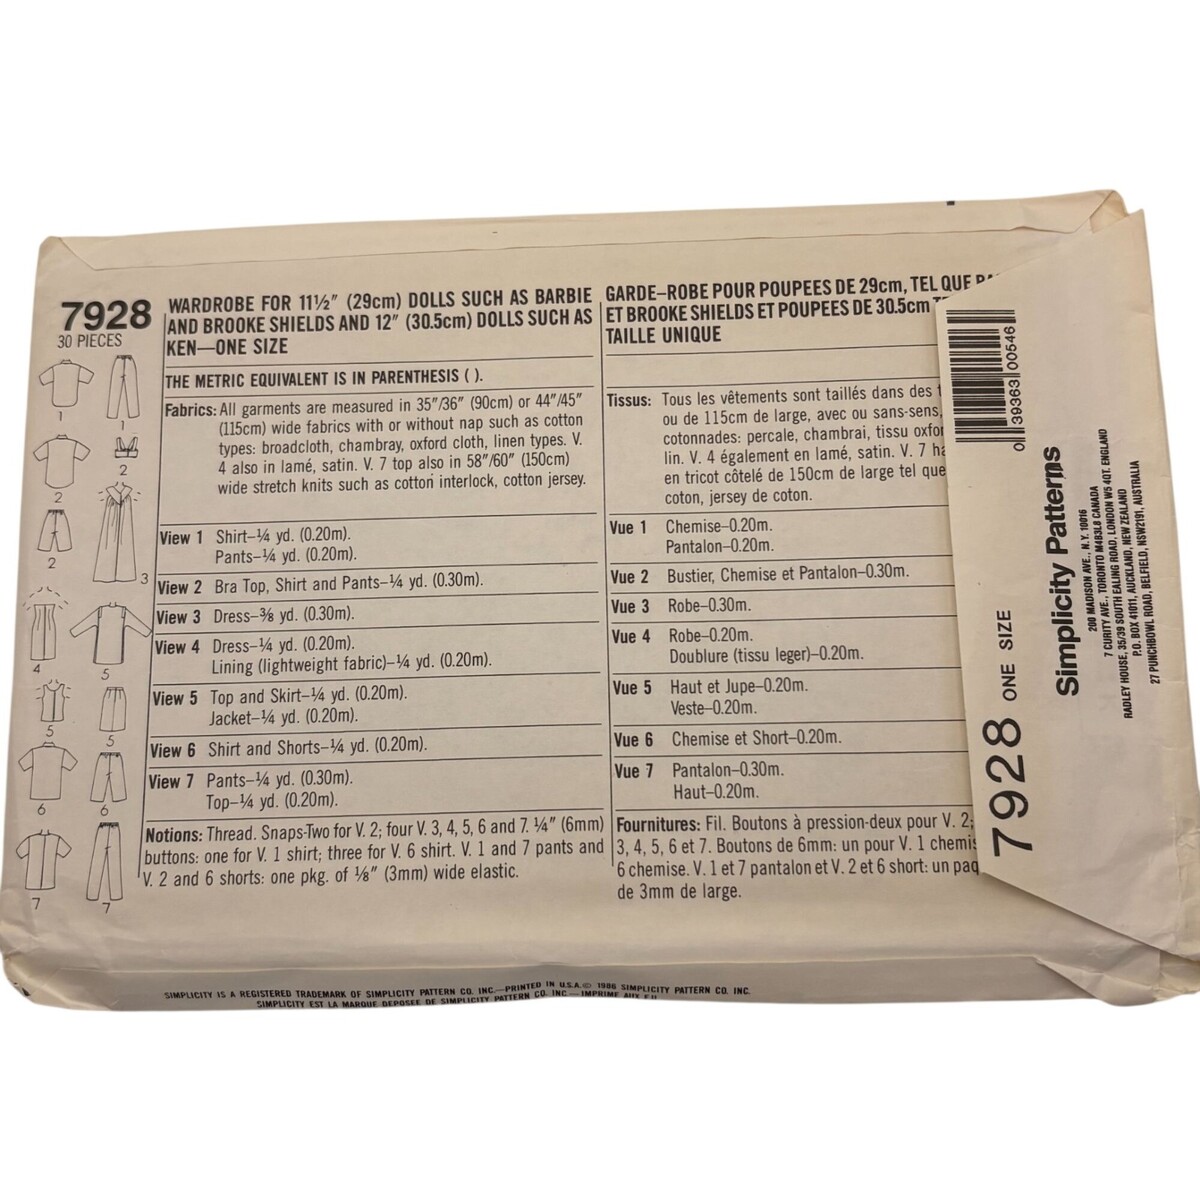 7928
30 PIECES
WARDROBE FOR 11½" (29cm) DOLLS SUCH AS BARBIE
AND BROOKE SHIELDS AND 12" (30.5cm) DOLLS SUCH AS
KEN—ONE SIZE
THE METRIC EQUIVALENT IS IN PARENTHESIS ( ).
Fabrics: All garments are measured in 35"/36" (90cm) or 44"/45"
(115cm) wide fabrics with or without nap such as cotton
types: broadcloth, chambray, oxford cloth, linen types. V.
4 also in lamé, satin. V. 7 top also in 58"/60" (150cm)
wide stretch knits such as cotton interlock, cotton jersey.
View 1 Shirt–¼ yd. (0.20m).
Pants–¼ yd. (0.20m).
View 2 Bra Top, Shirt and Pants–¼ yd. (0.30m).
View 3 Dress–⅜ yd. (0.30m).
View 4 Dress–¼ yd. (0.20m).
Lining (lightweight fabric)–¼ yd. (0.20m).
View 5 Top and Skirt–¼ yd. (0.20m).
Jacket–¼ yd. (0.20m).
View 6 Shirt and Shorts–¼ yd. (0.20m).
View 7 Pants–¼ yd. (0.30m).
Top–¼ yd. (0.20m).
Notions: Thread. Snaps-Two for V. 2; four V. 3, 4, 5, 6 and 7. ¼" (6mm)
buttons: one for V. 1 shirt; three for V. 6 shirt. V. 1 and 7 pants and
V. 2 and 6 shorts: one pkg. of ⅛" (3mm) wide elastic.
GARDE–ROBE POUR POUPEES DE 29cm, TEL QUE
ET BROOKE SHIELDS ET POUPEES DE 30.5cm
TAILLE UNIQUE
Tissus: Tous les vêtements sont taillés dans des
ou de 115cm de large, avec ou sans-sens,
cotonnades: percale, chambrai, tissu
lin. V. 4 également en lamé, satin. V. 7
en tricot côtelé de 150cm de large tel que
coton, jersey de coton.
Vue 1 Chemise–0.20m.
Pantalon–0.20m.
Vue 2 Bustier, Chemise et Pantalon–0.30m.
Vue 3 Robe–0.30m.
Vue 4 Robe–0.20m.
Doublure (tissu leger)–0.20m.
Vue 5 Haut et Jupe–0.20m.
Veste–0.20m.
Vue 6 Chemise et Short–0.20m.
Vue 7 Pantalon–0.30m.
Haut–0.20m.
Fournitures: Fil. Boutons à pression-deux pour V. 2;
3, 4, 5, 6 et 7. Boutons de 6mm: un pour V. 1
6 chemise. V. 1 et 7 pantalon et V. 2 et 6 short: un
de 3mm de large.
1
1
2
2
2
3
4
5
5
5
6
6
7
7
0 39363 00546
7928 ONE SIZE
Simplicity Patterns
200 MADISON AVE., N.Y. 10016
7 CURITY AVE., TORONTO M4B3L8 CANADA
RADLEY HOUSE, 35/39 SOUTH EALING ROAD, LONDON W5 4QT. ENGLAND
P.O. BOX 41011, AUCKLAND, NEW ZEALAND
27 PUNCHBOWL ROAD, BELFIELD, NSW2191, AUSTRALIA
SIMPLICITY IS A REGISTERED TRADEMARK OF SIMPLICITY PATTERN CO. INC.—PRINTED IN U.S.A.© 1986 SIMPLICITY PATTERN CO. INC.
SIMPLICITY EST LA MARQUE DEPOSEE DE SIMPLICITY PATTERN CO. INC.—IMPRIME AUX E.U.